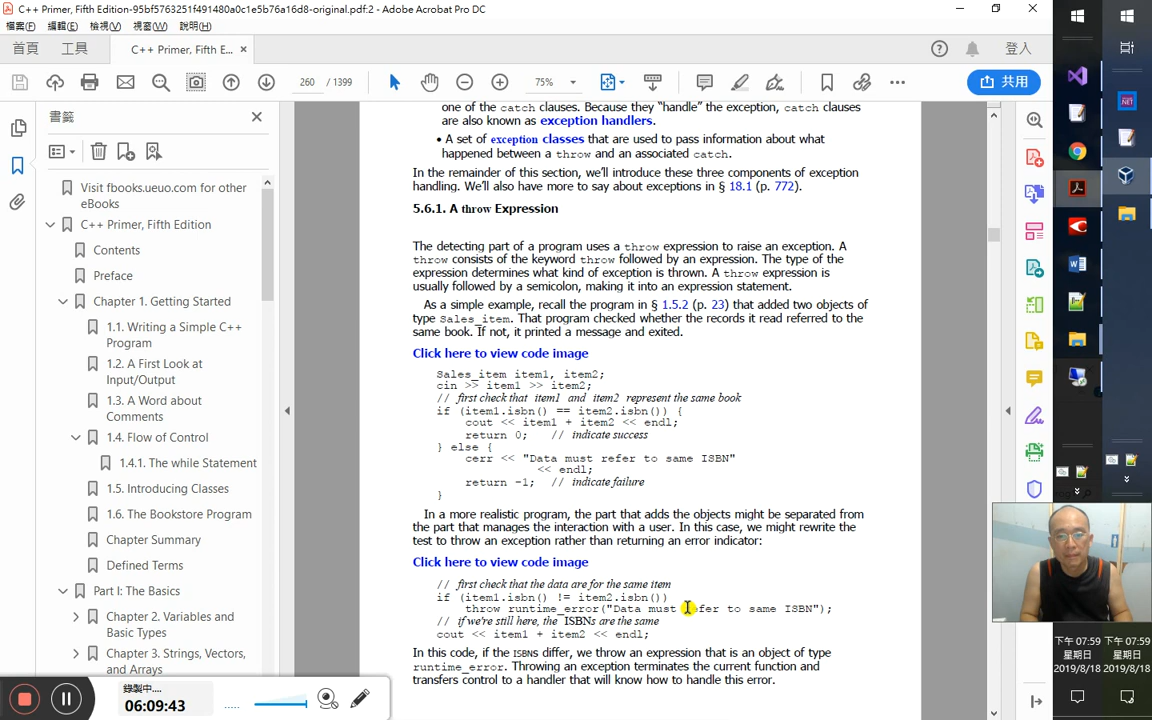 C++ Primer, Fifth Edition-95bf5763251f491480a0c1e5b76a16d8-original.pdf:2 - Adobe Acrobat Pro DC
檔案(F) 編輯(E) 檢視(V) 視窗(W) 說明(H)
首頁 工具 C++ Primer, Fifth E... × 登入
260 / 1399 75% 共用
書籤
Visit fbooks.ueuo.com for other
eBooks
C++ Primer, Fifth Edition
Contents
Preface
Chapter 1. Getting Started
1.1. Writing a Simple C++
Program
1.2. A First Look at
Input/Output
1.3. A Word about
Comments
1.4. Flow of Control
1.4.1. The while Statement
1.5. Introducing Classes
1.6. The Bookstore Program
Chapter Summary
Defined Terms
Part I: The Basics
Chapter 2. Variables and
Basic Types
Chapter 3. Strings, Vectors,
and Arrays
one of the catch clauses. Because they “handle” the exception, catch clauses
are also known as exception handlers.
• A set of exception classes that are used to pass information about what
happened between a throw and an associated catch.
In the remainder of this section, we’ll introduce these three components of exception
handling. We’ll also have more to say about exceptions in § 18.1 (p. 772).
5.6.1. A throw Expression
The detecting part of a program uses a throw expression to raise an exception. A
throw consists of the keyword throw followed by an expression. The type of the
expression determines what kind of exception is thrown. A throw expression is
usually followed by a semicolon, making it into an expression statement.
As a simple example, recall the program in § 1.5.2 (p. 23) that added two objects of
type Sales_item. That program checked whether the records it read referred to the
same book. If not, it printed a message and exited.
Click here to view code image
Sales_item item1, item2;
cin >> item1 >> item2;
// first check that item1 and item2 represent the same book
if (item1.isbn() == item2.isbn()) {
cout << item1 + item2 << endl;
return 0; // indicate success
} else {
cerr << "Data must refer to same ISBN"
<< endl;
return -1; // indicate failure
}
In a more realistic program, the part that adds the objects might be separated from
the part that manages the interaction with a user. In this case, we might rewrite the
test to throw an exception rather than returning an error indicator:
Click here to view code image
// first check that the data are for the same item
if (item1.isbn() != item2.isbn())
throw runtime_error("Data must refer to same ISBN");
// if we're still here, the ISBNs are the same
cout << item1 + item2 << endl;
In this code, if the ISBNs differ, we throw an expression that is an object of type
runtime_error. Throwing an exception terminates the current function and
transfers control to a handler that will know how to handle this error.
錄製中....
06:09:43
下午 07:59 下午 07:59
星期日 星期日
2019/8/18 2019/8/18